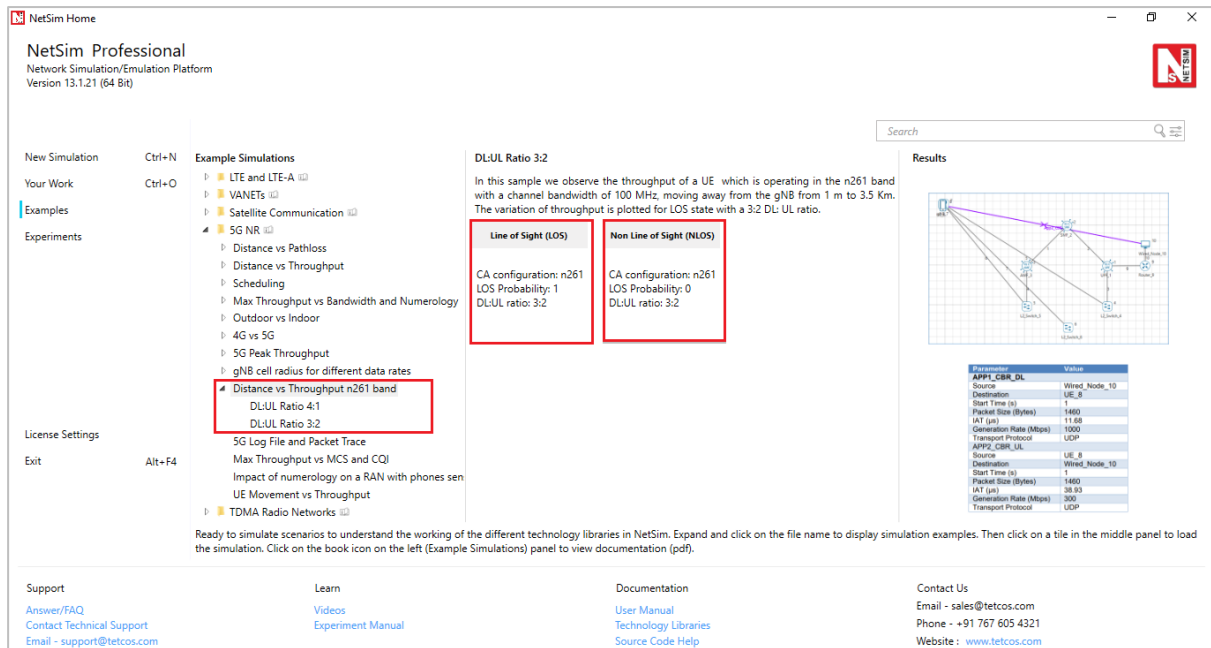 NetSim Home
NetSim Professional
Network Simulation/Emulation Platform
Version 13.1.21 (64 Bit)
NETSIM
Search
New Simulation Ctrl+N
Your Work Ctrl+O
Examples
Experiments
License Settings
Exit Alt+F4
Example Simulations
LTE and LTE-A
VANETs
Satellite Communication
5G NR
Distance vs Pathloss
Distance vs Throughput
Scheduling
Max Throughput vs Bandwidth and Numerology
Outdoor vs Indoor
4G vs 5G
5G Peak Throughput
gNB cell radius for different data rates
Distance vs Throughput n261 band
DL:UL Ratio 4:1
DL:UL Ratio 3:2
5G Log File and Packet Trace
Max Throughput vs MCS and CQI
Impact of numerology on a RAN with phones sen
UE Movement vs Throughput
TDMA Radio Networks
DL:UL Ratio 3:2
In this sample we observe the throughput of a UE which is operating in the n261 band
with a channel bandwidth of 100 MHz, moving away from the gNB from 1 m to 3.5 Km.
The variation of throughput is plotted for LOS state with a 3:2 DL: UL ratio.
Line of Sight (LOS)
CA configuration: n261
LOS Probability: 1
DL:UL ratio: 3:2
Non Line of Sight (NLOS)
CA configuration: n261
LOS Probability: 0
DL:UL ratio: 3:2
Results
Parameter Value
APP1_CBR_DL
Source Wired_Node_10
Destination UE_8
Start Time (s) 1
Packet Size (Bytes) 1460
IAT (µs) 11.68
Generation Rate (Mbps) 1000
Transport Protocol UDP
APP2_CBR_UL
Source UE_8
Destination Wired_Node_10
Start Time (s) 1
Packet Size (Bytes) 1460
IAT (µs) 38.93
Generation Rate (Mbps) 300
Transport Protocol UDP
Ready to simulate scenarios to understand the working of the different technology libraries in NetSim. Expand and click on the file name to display simulation examples. Then click on a tile in the middle panel to load
the simulation. Click on the book icon on the left (Example Simulations) panel to view documentation (pdf).
Support
Answer/FAQ
Contact Technical Support
Email - support@tetcos.com
Learn
Videos
Experiment Manual
Documentation
User Manual
Technology Libraries
Source Code Help
Contact Us
Email - sales@tetcos.com
Phone - +91 767 605 4321
Website : www.tetcos.com